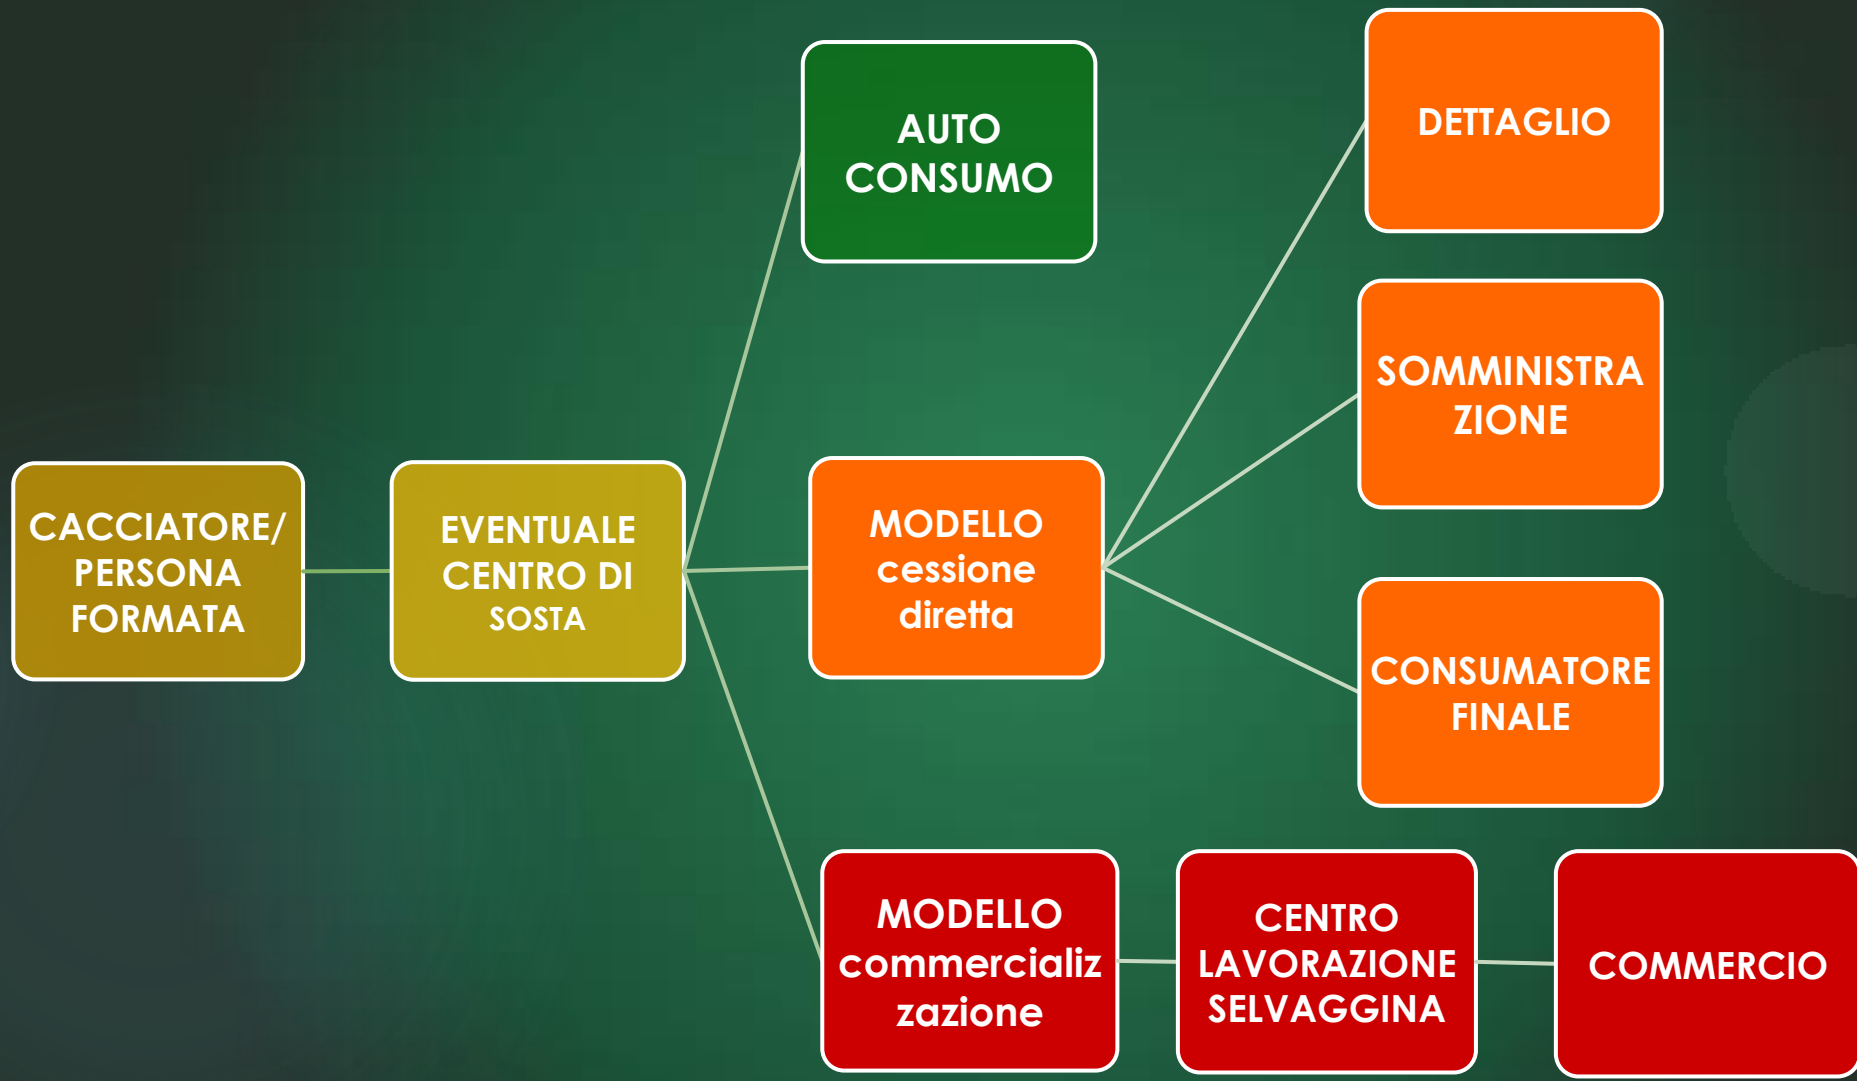 CACCIATORE/
PERSONA
FORMATA
EVENTUALE
CENTRO DI
SOSTA
AUTO
CONSUMO
MODELLO
cessione
diretta
DETTAGLIO
SOMMINISTRA
ZIONE
CONSUMATORE
FINALE
MODELLO
commercializ
zazione
CENTRO
LAVORAZIONE
SELVAGGINA
COMMERCIO